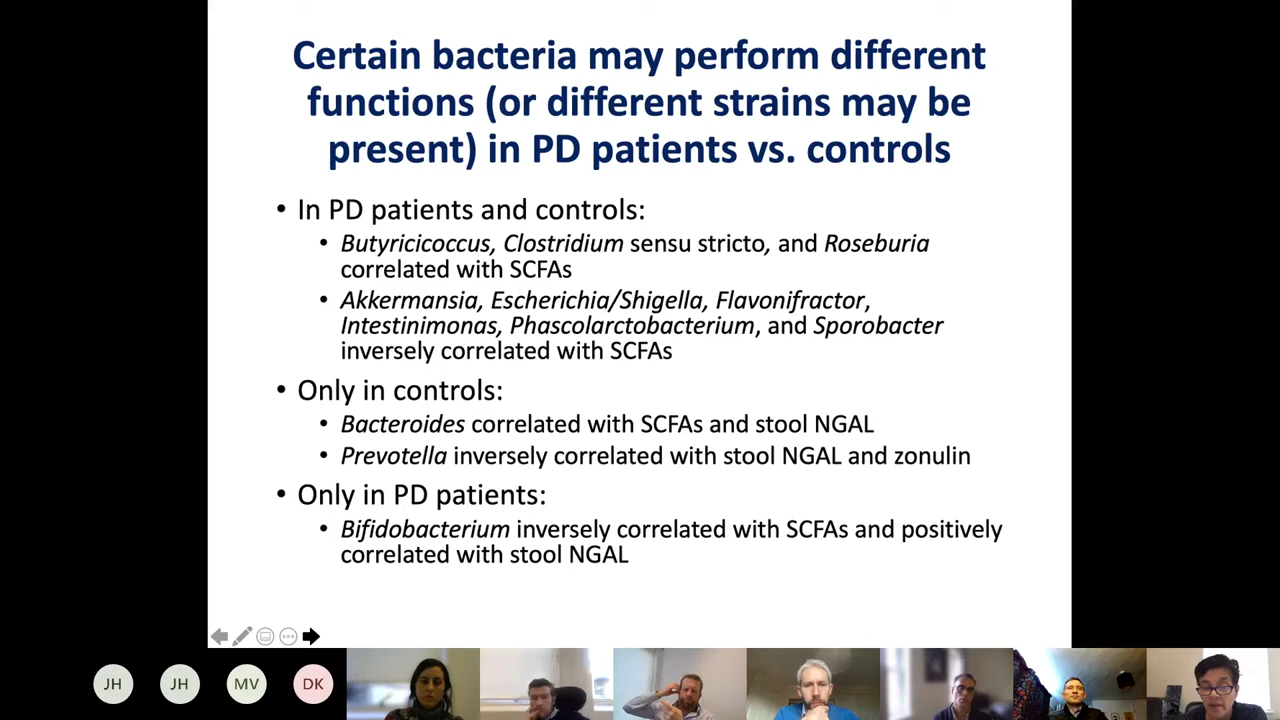 Certain bacteria may perform different
functions (or different strains may be
present) in PD patients vs. controls
• In PD patients and controls:
• Butyricicoccus, Clostridium sensu stricto, and Roseburia
correlated with SCFAs
• Akkermansia, Escherichia/Shigella, Flavonifractor,
Intestinimonas, Phascolarctobacterium, and Sporobacter
inversely correlated with SCFAs
• Only in controls:
• Bacteroides correlated with SCFAs and stool NGAL
• Prevotella inversely correlated with stool NGAL and zonulin
• Only in PD patients:
• Bifidobacterium inversely correlated with SCFAs and positively
correlated with stool NGAL
JH JH MV DK